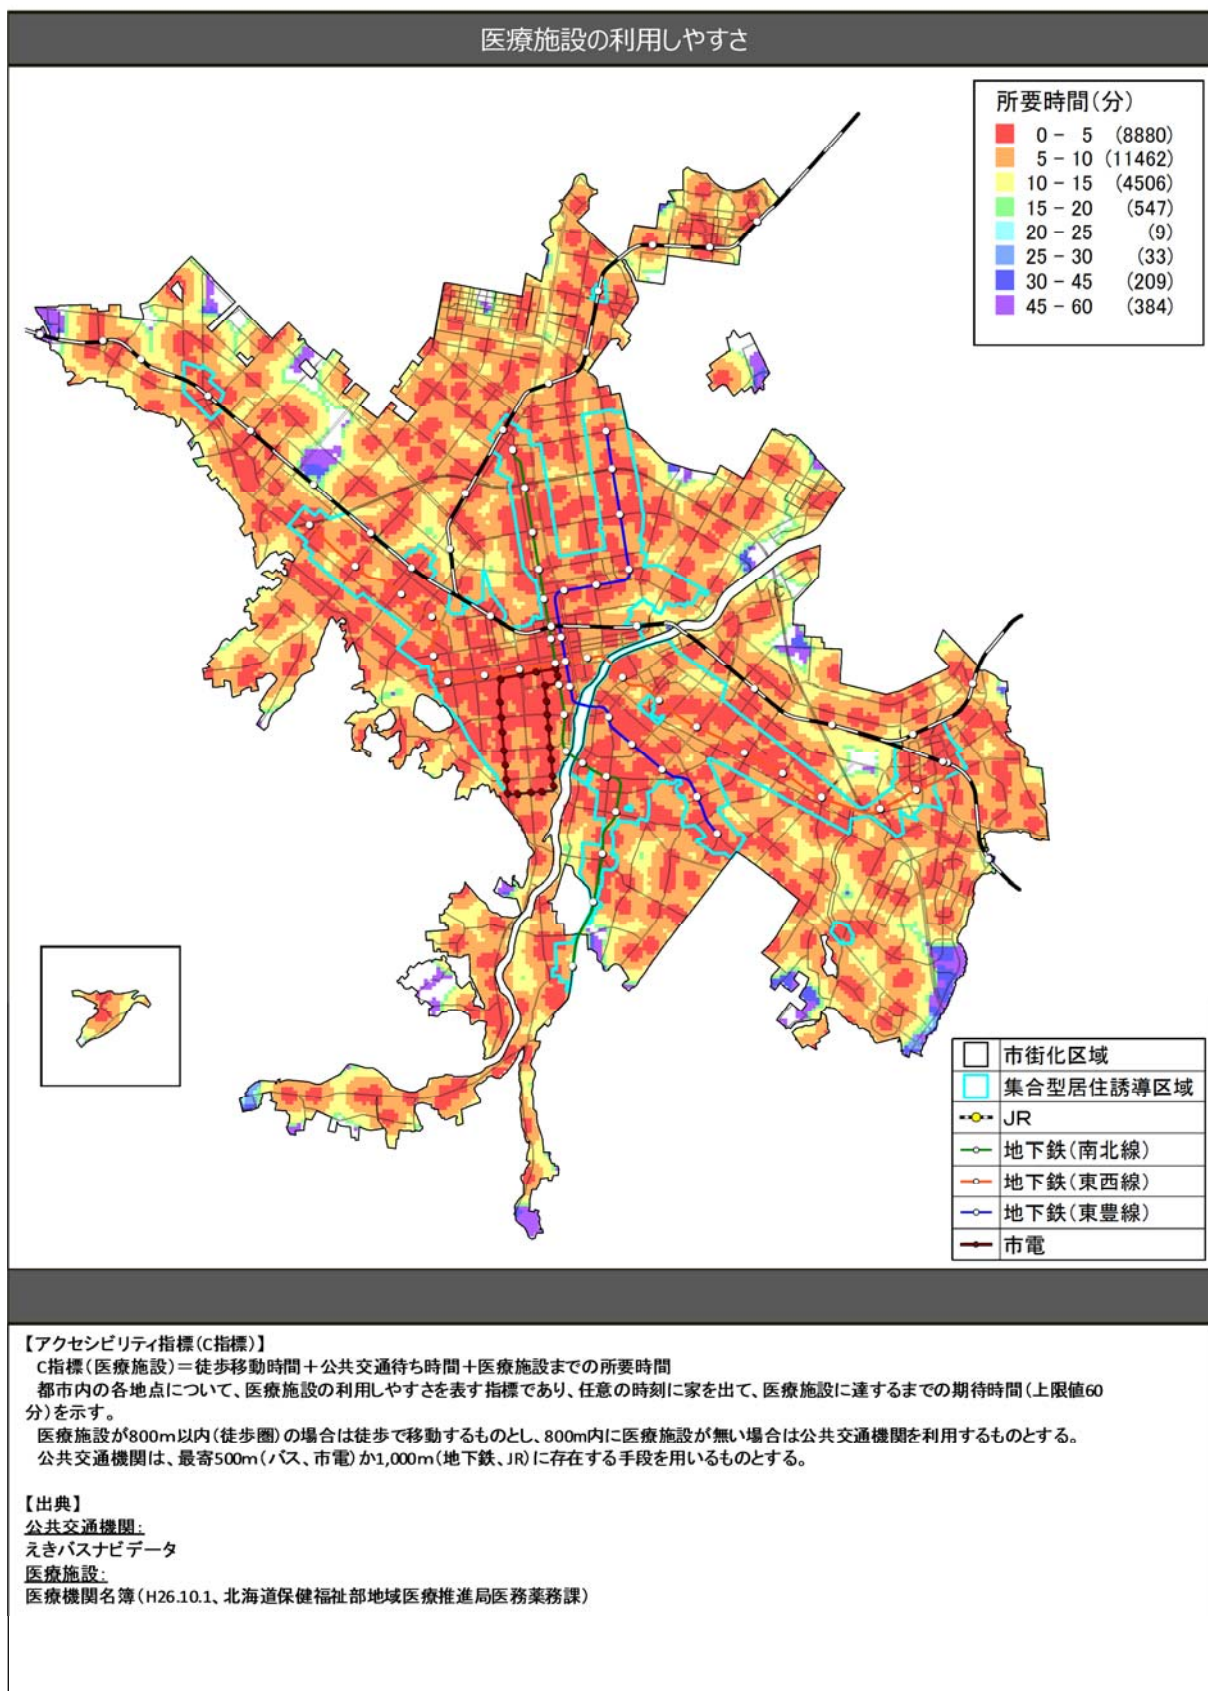 医療施設の利用しやすさ
所要時間(分)
0 - 5 (8880)
5 - 10 (11462)
10 - 15 (4506)
15 - 20 (547)
20 - 25 (9)
25 - 30 (33)
30 - 45 (209)
45 - 60 (384)
市街化区域
集合型居住誘導区域
JR
地下鉄(南北線)
地下鉄(東西線)
地下鉄(東豊線)
市電
【アクセシビリティ指標(C指標)】
C指標(医療施設)=徒歩移動時間+公共交通待ち時間+医療施設までの所要時間
都市内の各地点について、医療施設の利用しやすさを表す指標であり、任意の時刻に家を出て、医療施設に達するまでの期待時間(上限値60
分)を示す。
医療施設が800m以内(徒歩圏)の場合は徒歩で移動するものとし、800m内に医療施設が無い場合は公共交通機関を利用するものとする。
公共交通機関は、最寄500m(バス、市電)か1,000m(地下鉄、JR)に存在する手段を用いるものとする。
【出典】
公共交通機関:
えきバスナビデータ
医療施設:
医療機関名簿(H26.10.1、北海道保健福祉部地域医療推進局医務薬務課)